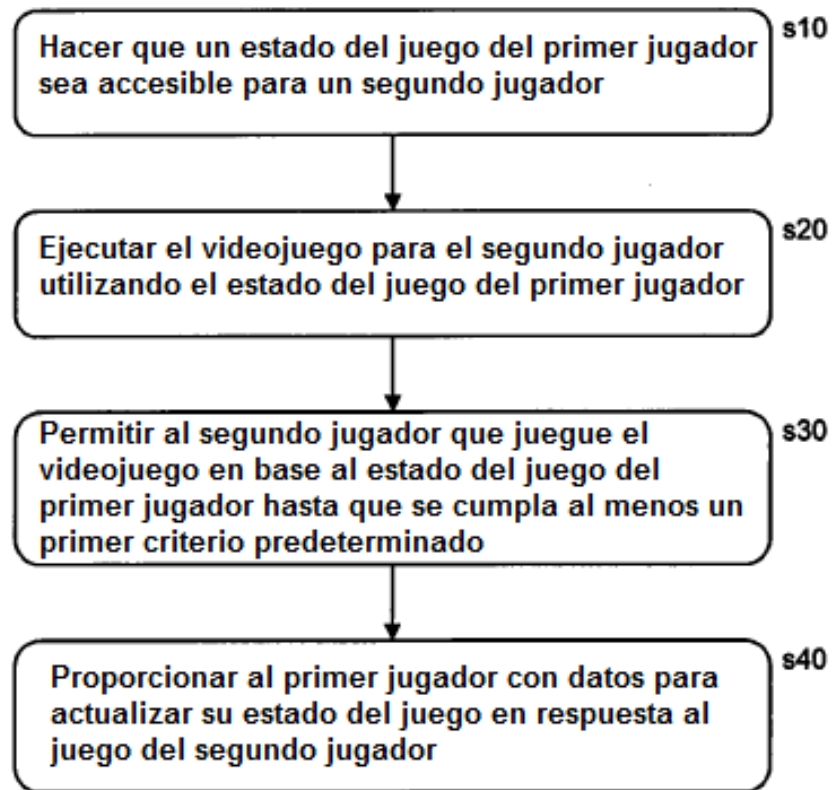 s10
Hacer que un estado del juego del primer jugador
sea accesible para un segundo jugador
s20
Ejecutar el videojuego para el segundo jugador
utilizando el estado del juego del primer jugador
s30
Permitir al segundo jugador que juegue el
videojuego en base al estado del juego del
primer jugador hasta que se cumpla al menos un
primer criterio predeterminado
s40
Proporcionar al primer jugador con datos para
actualizar su estado del juego en respuesta al
juego del segundo jugador